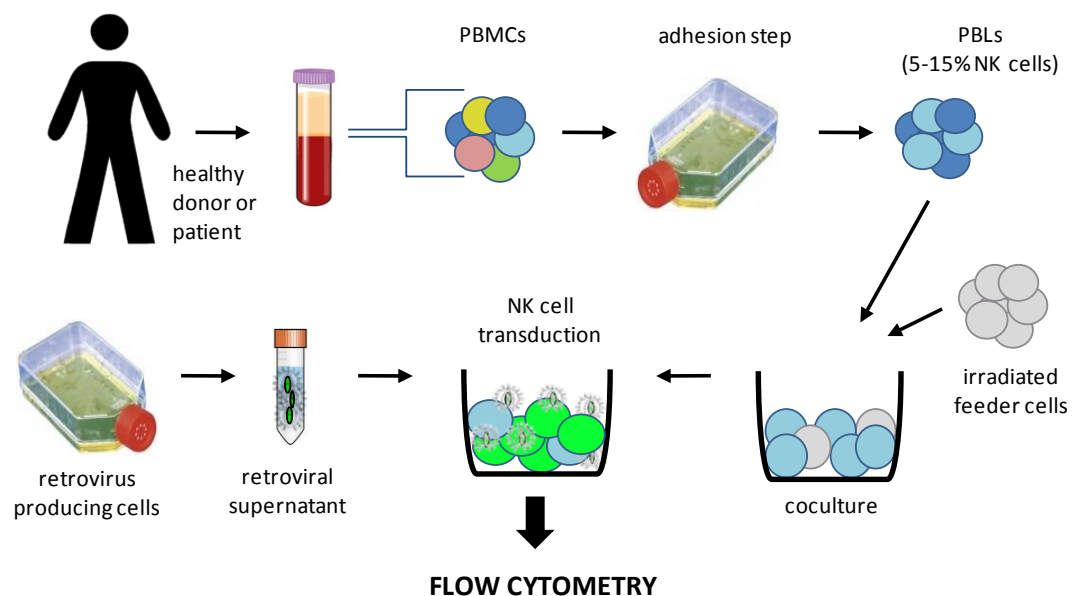 PBMCs
adhesion step
PBLs
(5-15% NK cells)
healthy
donor or
patient
NK cell
transduction
irradiated
feeder cells
retrovirus
producing cells
retroviral
supernatant
coculture
FLOW CYTOMETRY